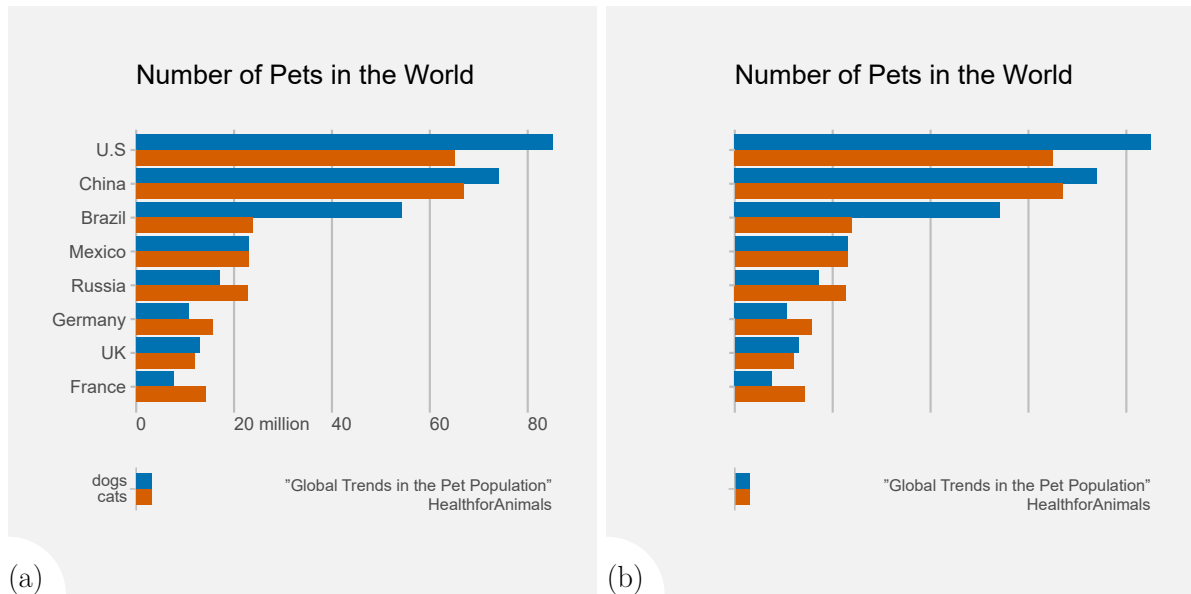 Number of Pets in the World
U.S
China
Brazil
Mexico
Russia
Germany
UK
France
0 20 million 40 60 80
dogs
cats
”Global Trends in the Pet Population”
HealthforAnimals
(a)
Number of Pets in the World
”Global Trends in the Pet Population”
HealthforAnimals
(b)